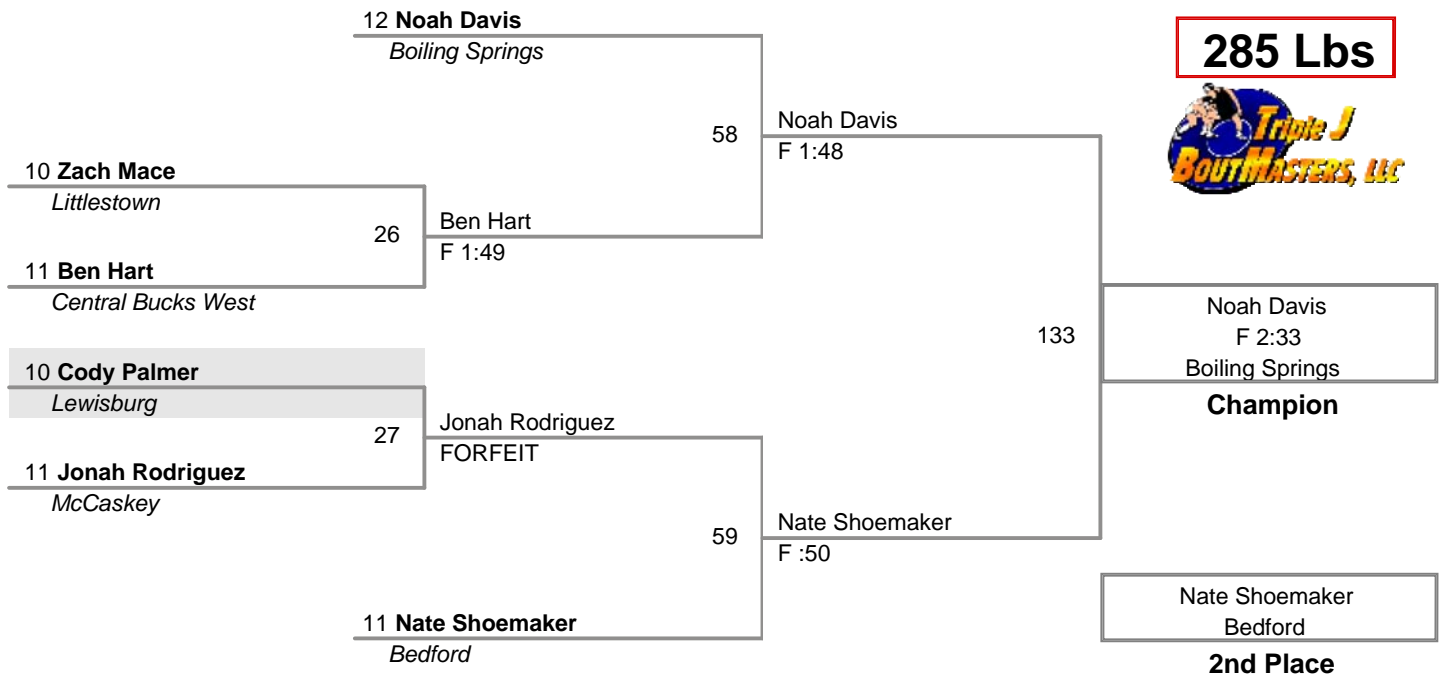 12 Noah Davis
Boiling Springs
285 Lbs
Triple J
BOUTMASTERS, LLC
58
Noah Davis
F 1:48
10 Zach Mace
Littlestown
26
Ben Hart
F 1:49
11 Ben Hart
Central Bucks West
133
Noah Davis
F 2:33
Boiling Springs
Champion
10 Cody Palmer
Lewisburg
27
Jonah Rodriguez
FORFEIT
11 Jonah Rodriguez
McCaskey
59
Nate Shoemaker
F :50
11 Nate Shoemaker
Bedford
Nate Shoemaker
Bedford
2nd Place